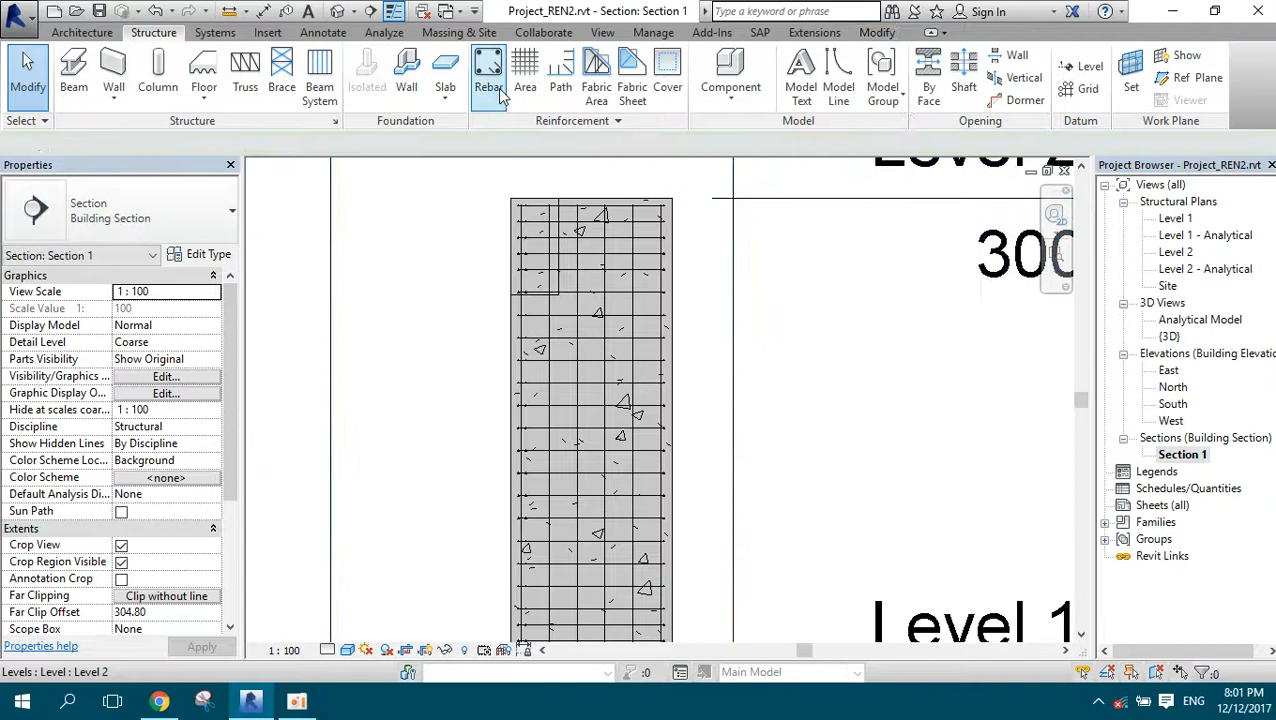 Project_REN2.rvt - Section: Section 1
Type a keyword or phrase
Sign In
Architecture Structure Systems Insert Annotate Analyze Massing & Site Collaborate View Manage Add-Ins SAP Extensions Modify
Modify
Beam
Wall
Column
Floor
Truss
Brace
Beam System
Isolated
Wall
Slab
Rebar
Area
Path
Fabric Area
Fabric Sheet
Cover
Component
Model Text
Model Line
Model Group
By Face
Shaft
Wall
Vertical
Dormer
Level
Grid
Set
Show
Ref Plane
Viewer
Select
Structure
Foundation
Reinforcement
Model
Opening
Datum
Work Plane
Properties
Section
Building Section
Section: Section 1
Edit Type
Graphics
View Scale 1 : 100
Scale Value 1: 100
Display Model Normal
Detail Level Coarse
Parts Visibility Show Original
Visibility/Graphics ... Edit...
Graphic Display O... Edit...
Hide at scales coar... 1 : 100
Discipline Structural
Show Hidden Lines By Discipline
Color Scheme Loc... Background
Color Scheme <none>
Default Analysis Di... None
Sun Path
Extents
Crop View
Crop Region Visible
Annotation Crop
Far Clipping Clip without line
Far Clip Offset 304.80
Scope Box None
Properties help
Apply
Level 2
300
2D
Level 1
Project Browser - Project_REN2.rvt
Views (all)
Structural Plans
Level 1
Level 1 - Analytical
Level 2
Level 2 - Analytical
Site
3D Views
Analytical Model
{3D}
Elevations (Building Elevatic
East
North
South
West
Sections (Building Section)
Section 1
Legends
Schedules/Quantities
Sheets (all)
Families
Groups
Revit Links
1 : 100
Levels : Level : Level 2
:0
Main Model
:0
ENG
8:01 PM
12/12/2017